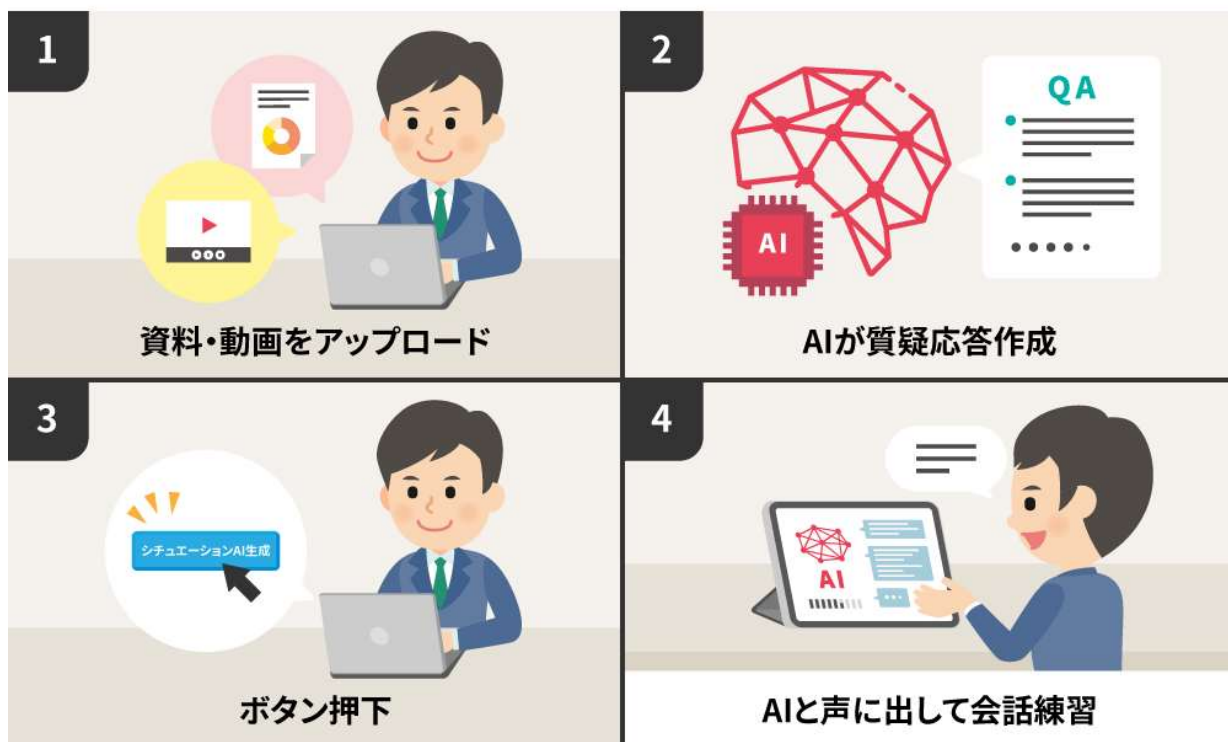 1
資料・動画をアップロード
2
AI
QA
AIが質疑応答作成
3
シチュエーションAI生成
ボタン押下
4
AI
AIと声に出して会話練習